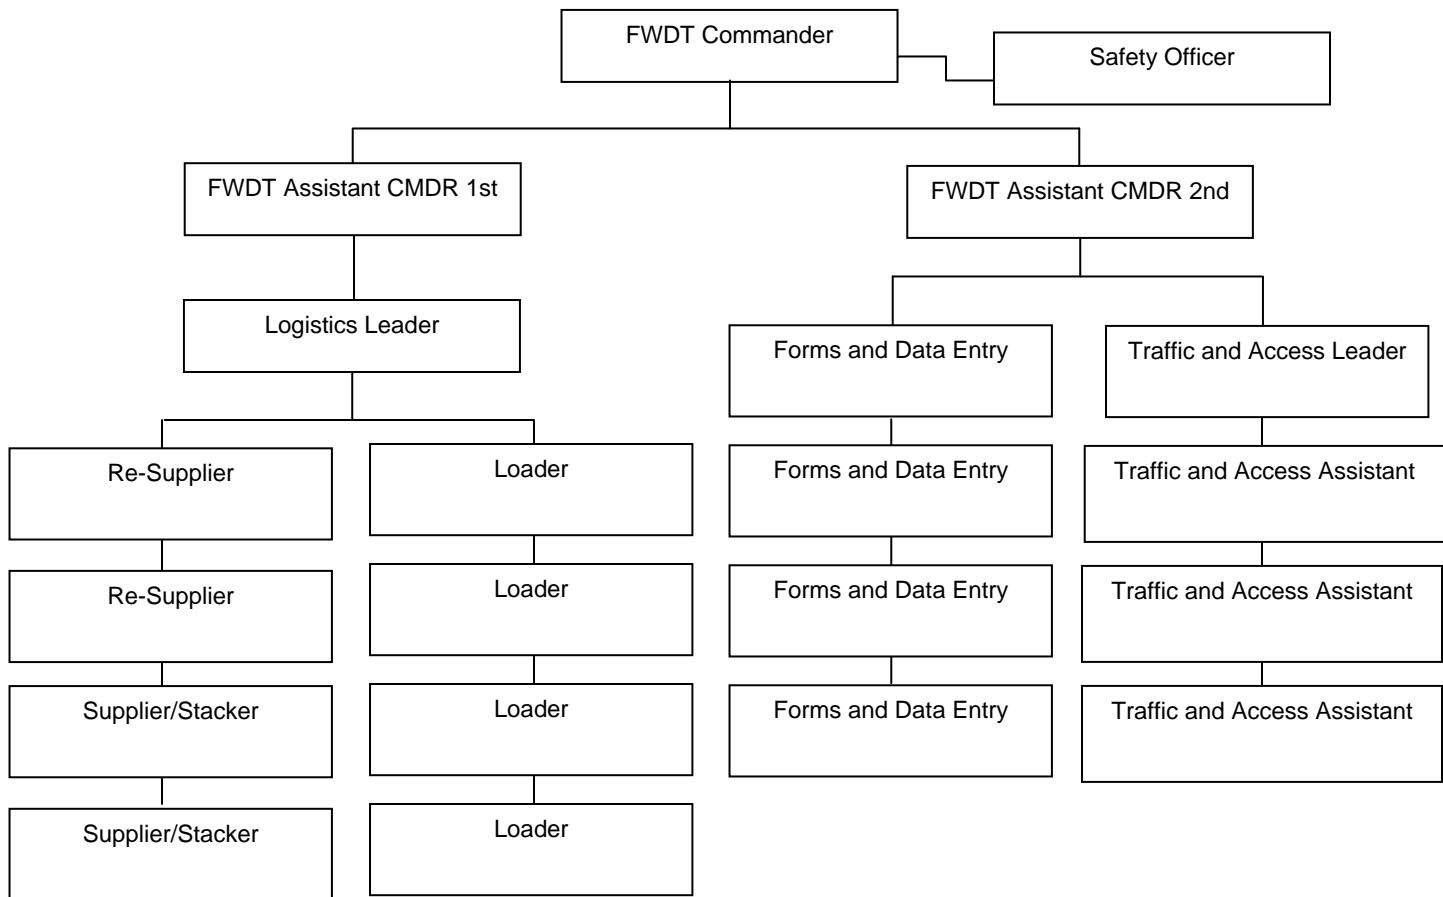 FWDT Commander
Safety Officer
FWDT Assistant CMDR 1st
FWDT Assistant CMDR 2nd
Logistics Leader
Forms and Data Entry
Traffic and Access Leader
Re-Supplier
Loader
Forms and Data Entry
Traffic and Access Assistant
Re-Supplier
Loader
Forms and Data Entry
Traffic and Access Assistant
Supplier/Stacker
Loader
Forms and Data Entry
Traffic and Access Assistant
Supplier/Stacker
Loader